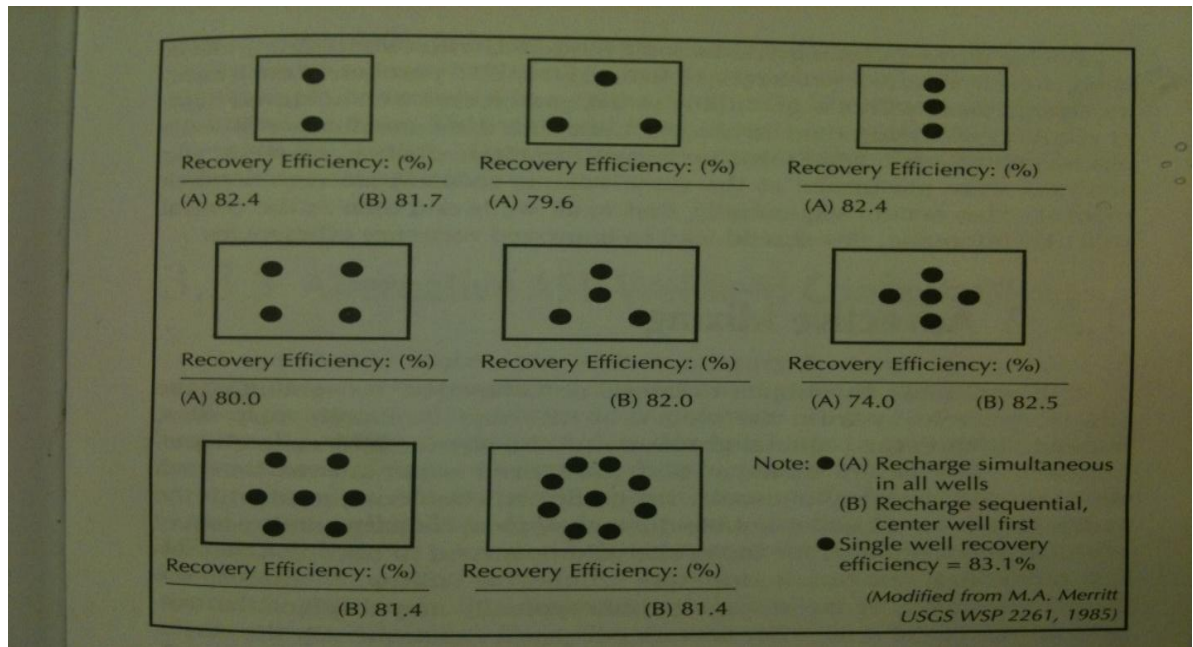 Recovery Efficiency: (%)
Recovery Efficiency: (%)
Recovery Efficiency: (%)
(A) 82.4 (B) 81.7
(A) 79.6
(A) 82.4
Recovery Efficiency: (%)
Recovery Efficiency: (%)
Recovery Efficiency: (%)
(A) 80.0
(B) 82.0
(A) 74.0 (B) 82.5
Recovery Efficiency: (%)
Recovery Efficiency: (%)
(B) 81.4
(B) 81.4
Note: ● (A) Recharge simultaneous
in all wells
(B) Recharge sequential,
center well first
● Single well recovery
efficiency = 83.1%
(Modified from M.A. Merritt
USGS WSP 2261, 1985)